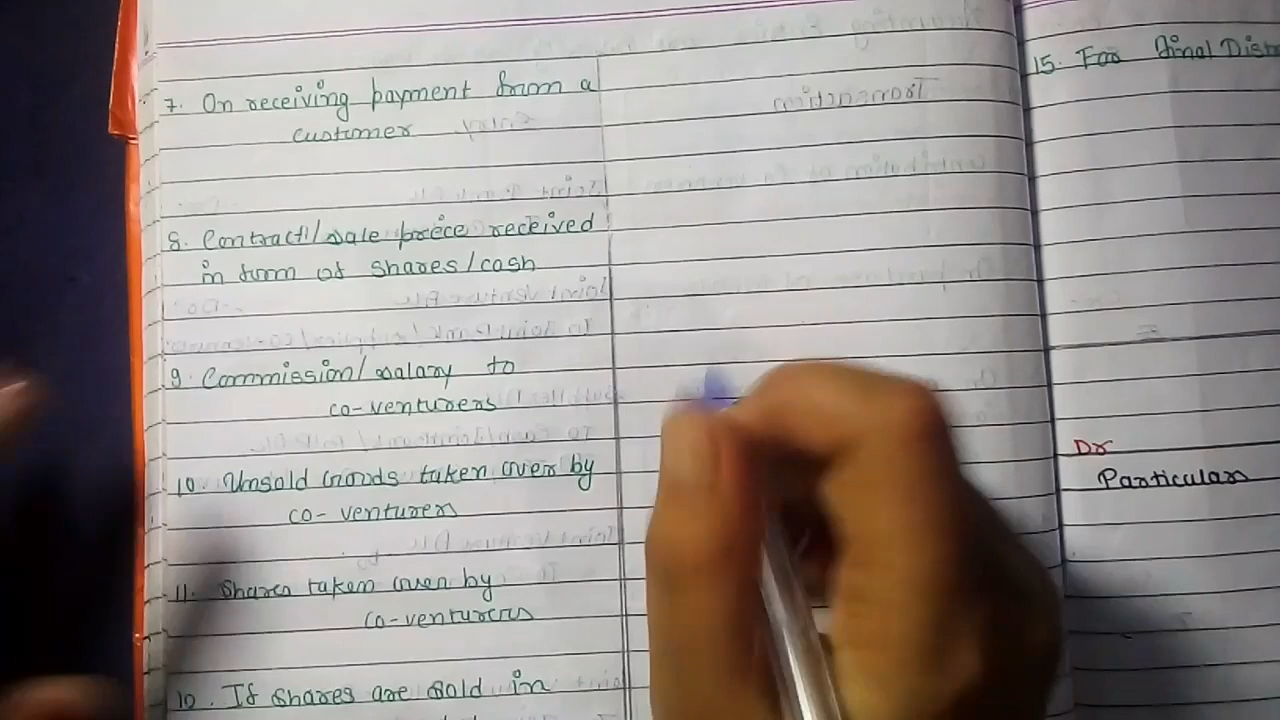 7. On receiving payment from a
customer
8. Contract/sale price received
in form of shares/cash
9. Commission/salary to
co-venturers
10. Unsold Goods taken over by
co-venturers
11. Shares taken over by
co-venturers
12. If shares are sold in
15. For final
Dr
Particulars